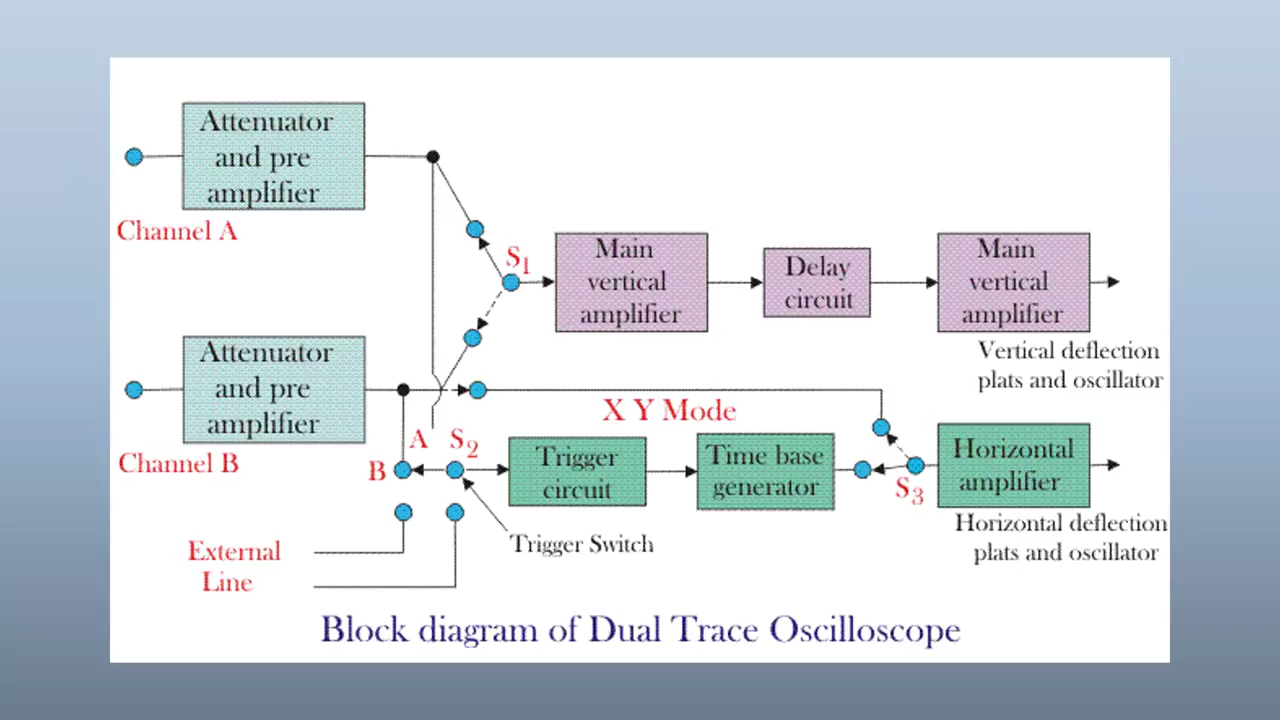 Attenuator
and pre
amplifier
Channel A
S1
Main
vertical
amplifier
Delay
circuit
Main
vertical
amplifier
Vertical deflection
plats and oscillator
Attenuator
and pre
amplifier
Channel B
X Y Mode
A
S2
B
Trigger
circuit
Time base
generator
S3
Horizontal
amplifier
Horizontal deflection
plats and oscillator
Trigger Switch
External
Line
Block diagram of Dual Trace Oscilloscope